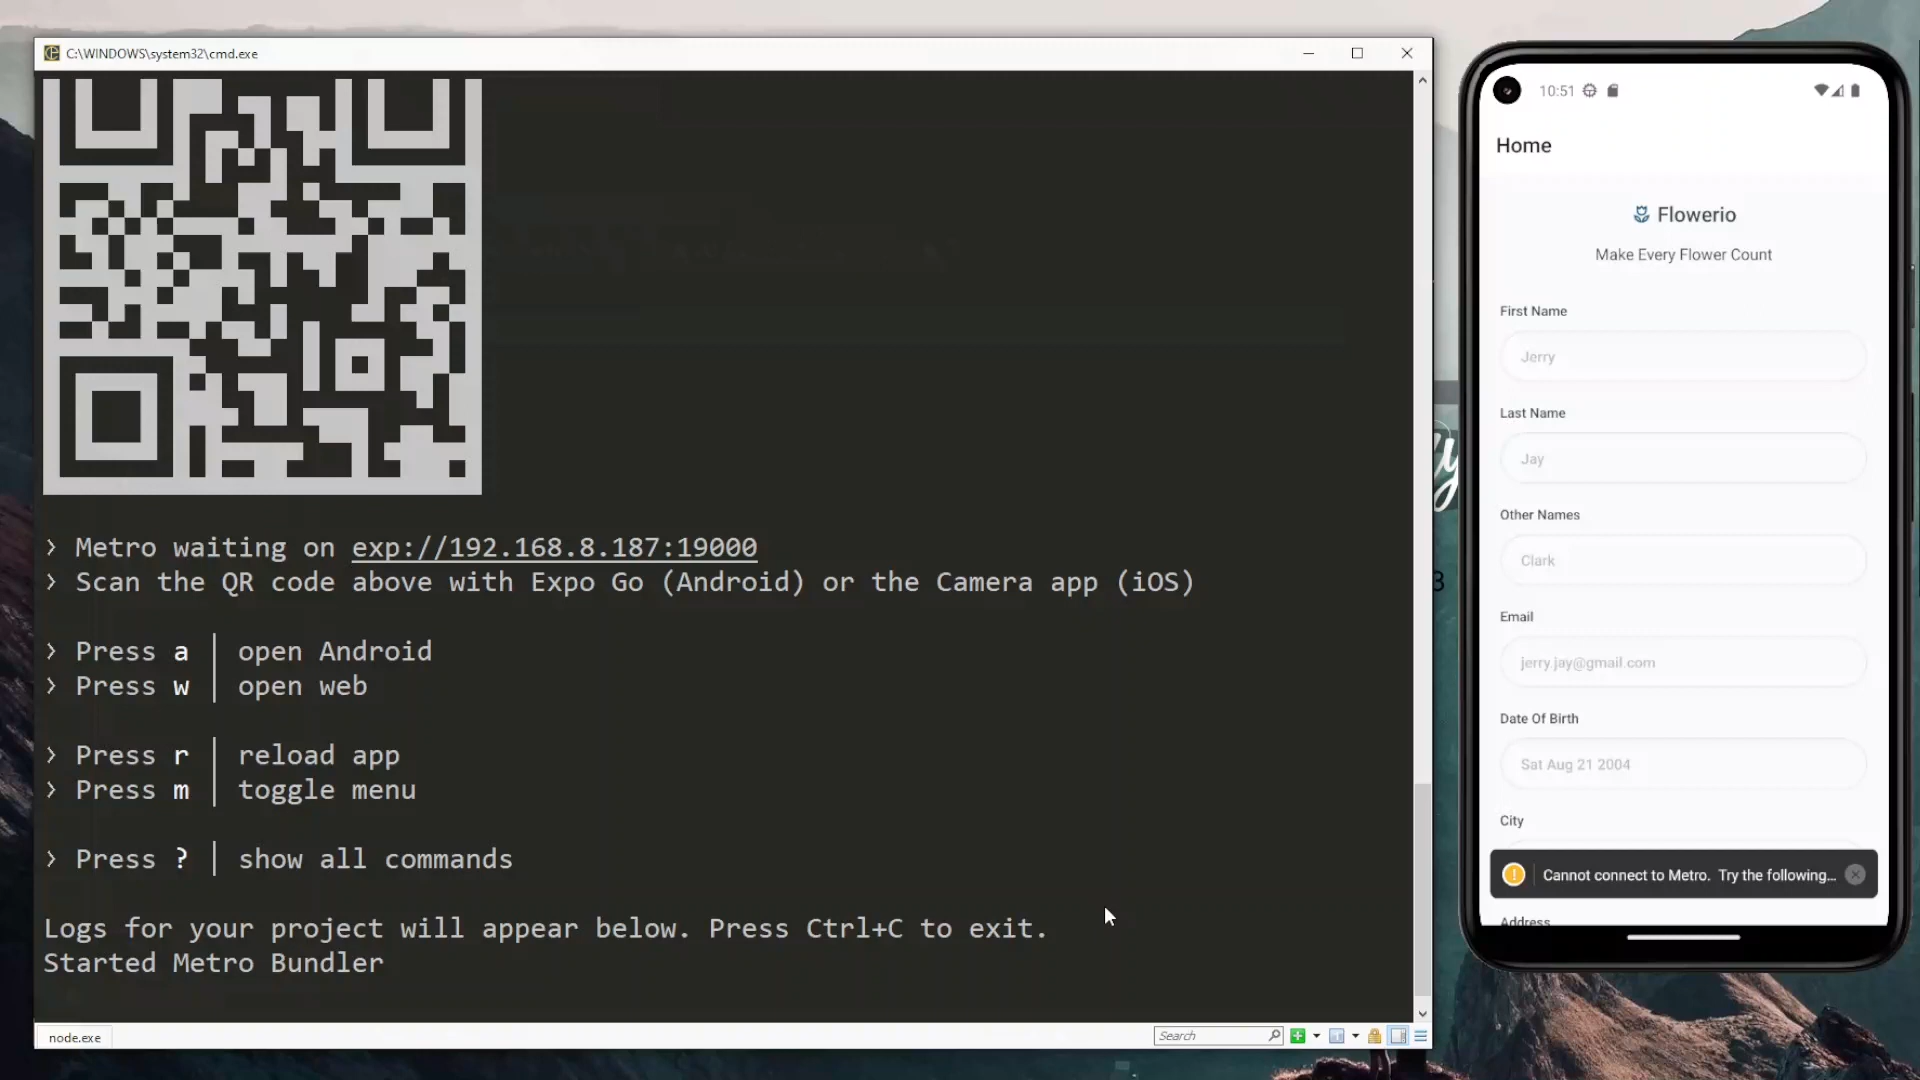 C:\WINDOWS\system32\cmd.exe
> Metro waiting on exp://192.168.8.187:19000
> Scan the QR code above with Expo Go (Android) or the Camera app (iOS)
> Press a │ open Android
> Press w │ open web
> Press r │ reload app
> Press m │ toggle menu
> Press ? │ show all commands
Logs for your project will appear below. Press Ctrl+C to exit.
Started Metro Bundler
node.exe
Search
10:51
Home
Flowerio
Make Every Flower Count
First Name
Jerry
Last Name
Jay
Other Names
Clark
Email
jerry.jay@gmail.com
Date Of Birth
Sat Aug 21 2004
City
Cannot connect to Metro. Try the following...
Address